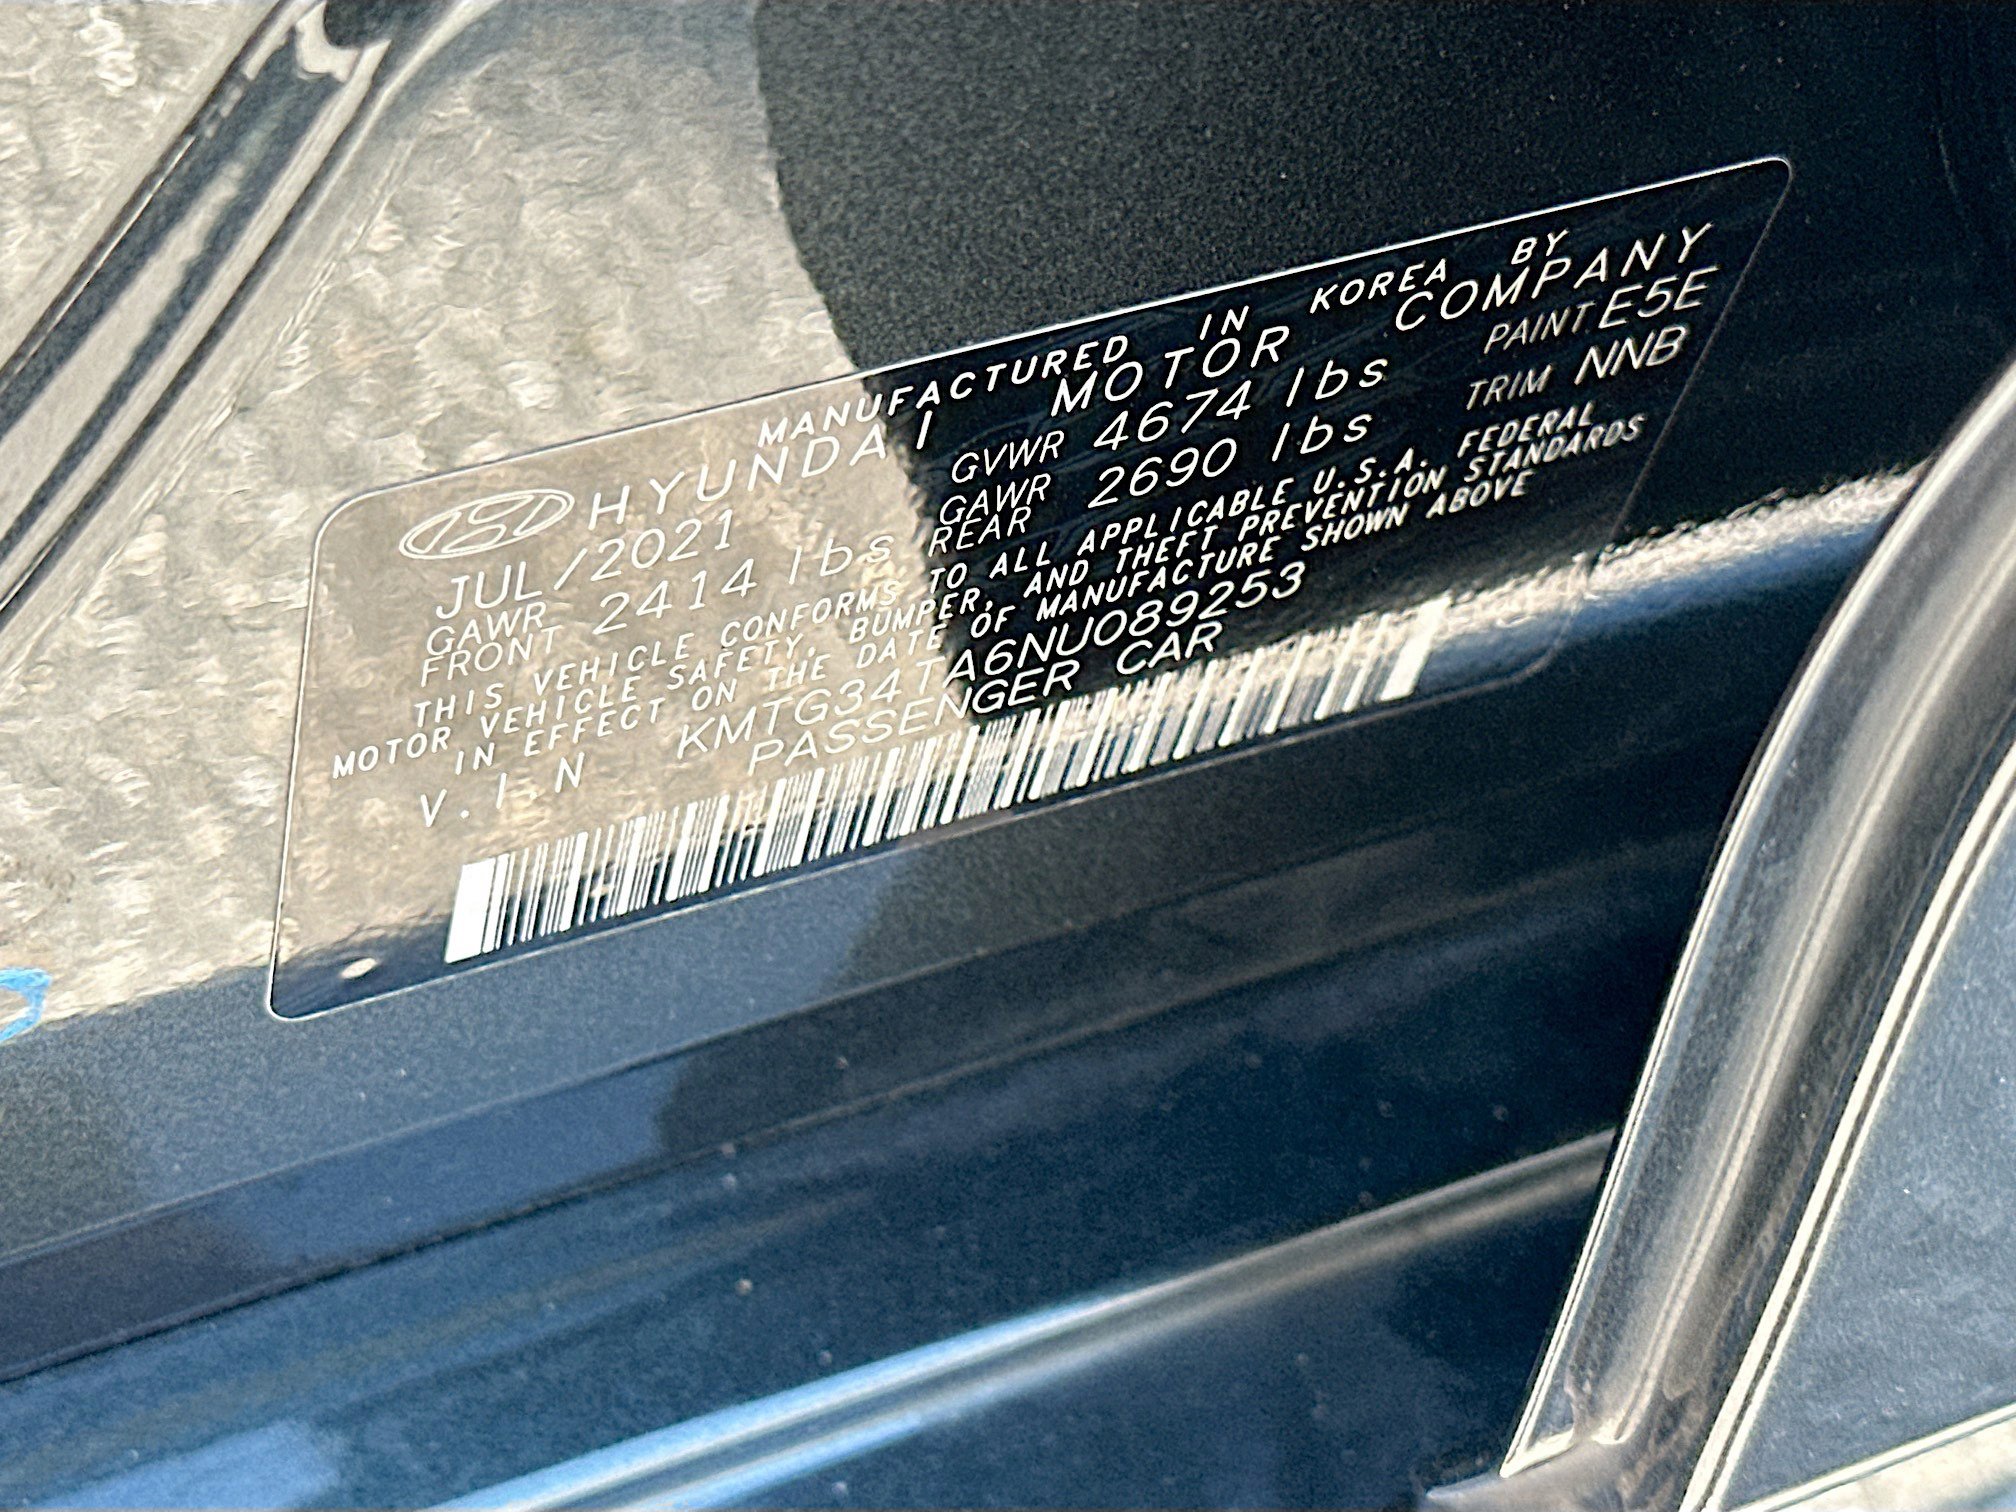 MANUFACTURED IN KOREA BY
HYUNDAI MOTOR COMPANY
JUL/2021 GVWR 4674 lbs PAINT E5E
GAWR FRONT 2414 lbs GAWR REAR 2690 lbs TRIM NNB
THIS VEHICLE CONFORMS TO ALL APPLICABLE U.S.A. FEDERAL
MOTOR VEHICLE SAFETY, BUMPER, AND THEFT PREVENTION STANDARDS
IN EFFECT ON THE DATE OF MANUFACTURE SHOWN ABOVE
V.I.N KMTG34TA6NU089253
PASSENGER CAR